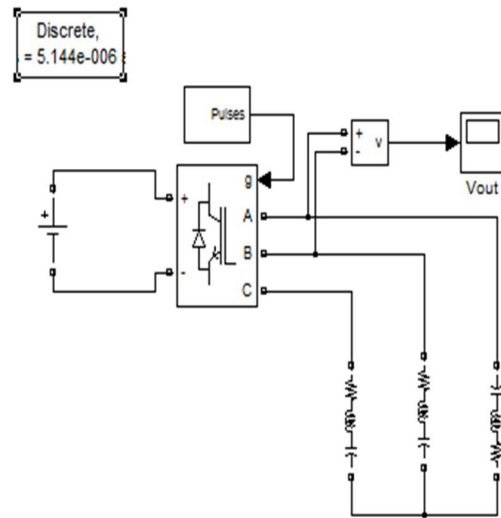 Discrete,
= 5.144e-006 s
Pulses
g
+
A
B
-
C
+
+
-
v
Vout